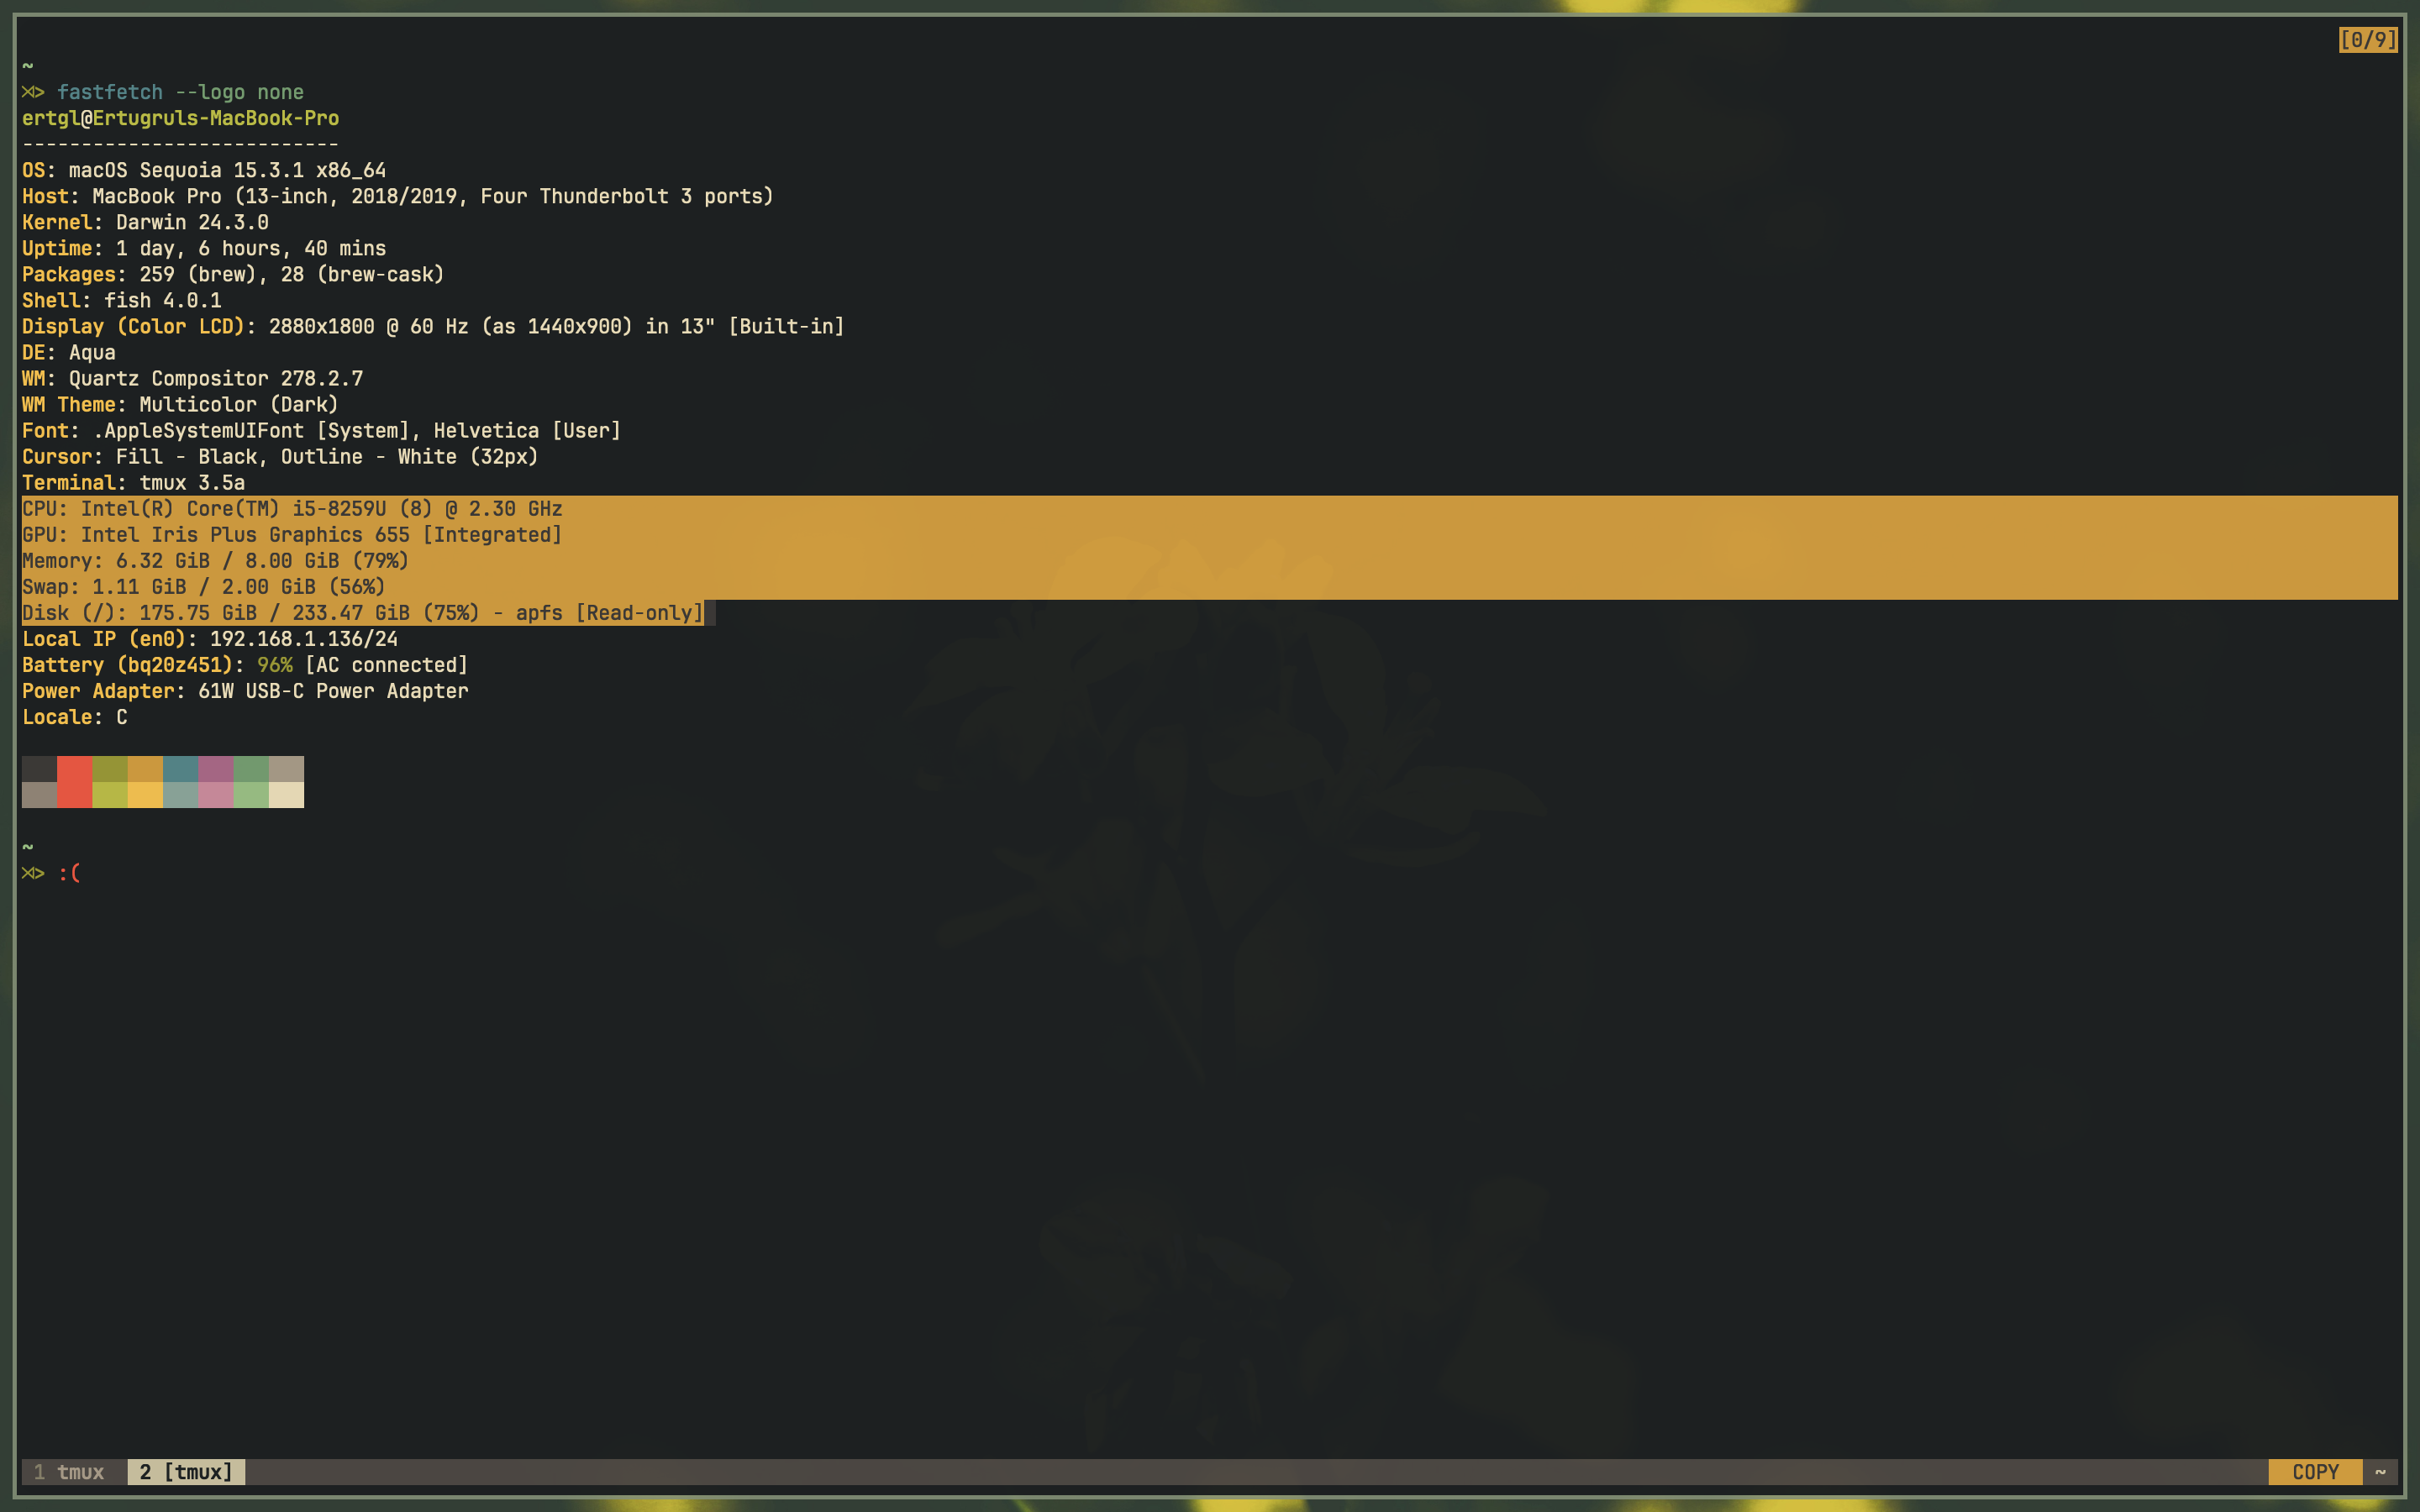 [0/9]
~
⋊> fastfetch --logo none
ertgl@Ertugruls-MacBook-Pro
---------------------------
OS: macOS Sequoia 15.3.1 x86_64
Host: MacBook Pro (13-inch, 2018/2019, Four Thunderbolt 3 ports)
Kernel: Darwin 24.3.0
Uptime: 1 day, 6 hours, 40 mins
Packages: 259 (brew), 28 (brew-cask)
Shell: fish 4.0.1
Display (Color LCD): 2880x1800 @ 60 Hz (as 1440x900) in 13" [Built-in]
DE: Aqua
WM: Quartz Compositor 278.2.7
WM Theme: Multicolor (Dark)
Font: .AppleSystemUIFont [System], Helvetica [User]
Cursor: Fill - Black, Outline - White (32px)
Terminal: tmux 3.5a
CPU: Intel(R) Core(TM) i5-8259U (8) @ 2.30 GHz
GPU: Intel Iris Plus Graphics 655 [Integrated]
Memory: 6.32 GiB / 8.00 GiB (79%)
Swap: 1.11 GiB / 2.00 GiB (56%)
Disk (/): 175.75 GiB / 233.47 GiB (75%) - apfs [Read-only]
Local IP (en0): 192.168.1.136/24
Battery (bq20z451): 96% [AC connected]
Power Adapter: 61W USB-C Power Adapter
Locale: C
~
⋊> :(
1 tmux 2 [tmux] COPY ~